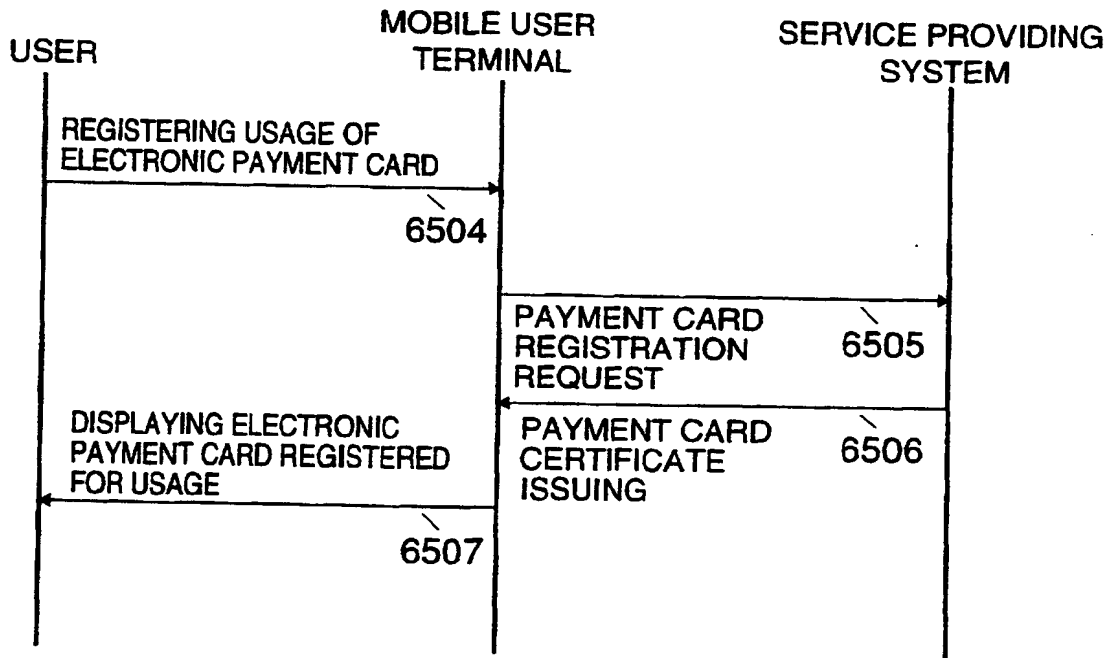 USER
MOBILE USER
TERMINAL
SERVICE PROVIDING
SYSTEM
REGISTERING USAGE OF
ELECTRONIC PAYMENT CARD
6504
PAYMENT CARD
REGISTRATION
REQUEST
6505
DISPLAYING ELECTRONIC
PAYMENT CARD REGISTERED
FOR USAGE
PAYMENT CARD
CERTIFICATE
ISSUING
6506
6507